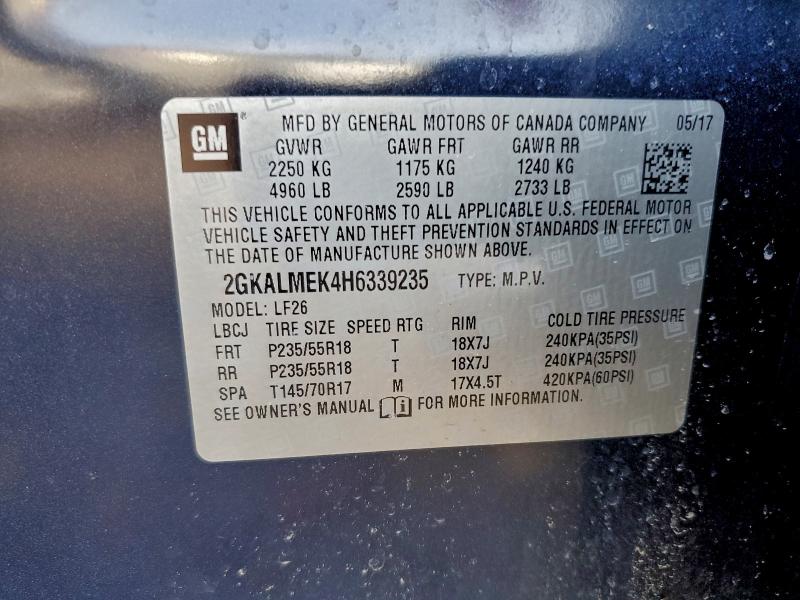 GM ® MFD BY GENERAL MOTORS OF CANADA COMPANY 05/17
GVWR GAWR FRT GAWR RR
2250 KG 1175 KG 1240 KG
4960 LB 2590 LB 2733 LB
THIS VEHICLE CONFORMS TO ALL APPLICABLE U.S. FEDERAL MOTOR
VEHICLE SAFETY AND THEFT PREVENTION STANDARDS IN EFFECT ON
THE DATE OF MANUFACTURE SHOWN ABOVE.
2GKALMEK4H6339235 TYPE: M.P.V.
MODEL: LF26
LBCJ TIRE SIZE SPEED RTG RIM COLD TIRE PRESSURE
FRT P235/55R18 T 18X7J 240KPA(35PSI)
RR P235/55R18 T 18X7J 240KPA(35PSI)
SPA T145/70R17 M 17X4.5T 420KPA(60PSI)
SEE OWNER'S MANUAL FOR MORE INFORMATION.